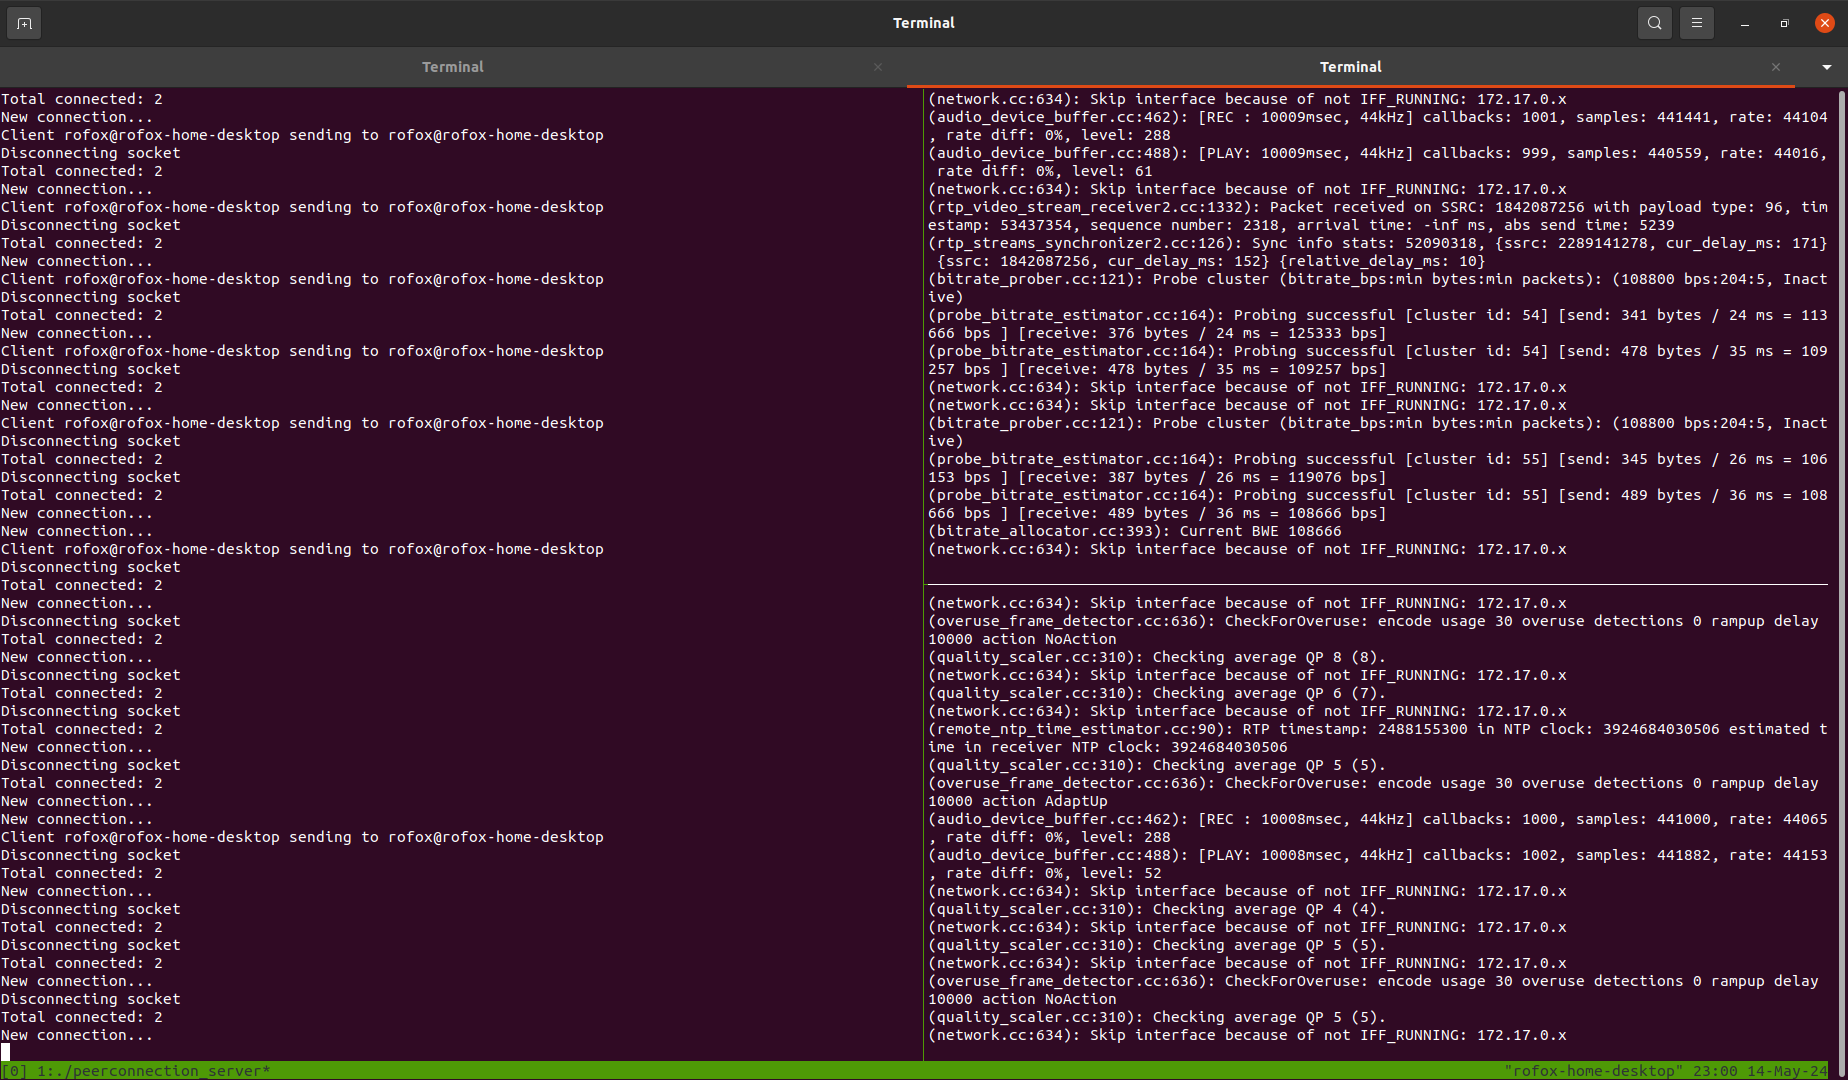 Terminal
Terminal
Terminal
Total connected: 2
New connection...
Client rofox@rofox-home-desktop sending to rofox@rofox-home-desktop
Disconnecting socket
Total connected: 2
New connection...
Client rofox@rofox-home-desktop sending to rofox@rofox-home-desktop
Disconnecting socket
Total connected: 2
New connection...
Client rofox@rofox-home-desktop sending to rofox@rofox-home-desktop
Disconnecting socket
Total connected: 2
New connection...
Client rofox@rofox-home-desktop sending to rofox@rofox-home-desktop
Disconnecting socket
Total connected: 2
New connection...
Client rofox@rofox-home-desktop sending to rofox@rofox-home-desktop
Disconnecting socket
Total connected: 2
Disconnecting socket
Total connected: 2
New connection...
New connection...
Client rofox@rofox-home-desktop sending to rofox@rofox-home-desktop
Disconnecting socket
Total connected: 2
New connection...
Disconnecting socket
Total connected: 2
New connection...
Disconnecting socket
Total connected: 2
Disconnecting socket
Total connected: 2
New connection...
Disconnecting socket
Total connected: 2
New connection...
New connection...
Client rofox@rofox-home-desktop sending to rofox@rofox-home-desktop
Disconnecting socket
Total connected: 2
New connection...
Disconnecting socket
Total connected: 2
Disconnecting socket
Total connected: 2
New connection...
Disconnecting socket
Total connected: 2
New connection...
(network.cc:634): Skip interface because of not IFF_RUNNING: 172.17.0.x
(audio_device_buffer.cc:462): [REC : 10009msec, 44kHz] callbacks: 1001, samples: 441441, rate: 44104
, rate diff: 0%, level: 288
(audio_device_buffer.cc:488): [PLAY: 10009msec, 44kHz] callbacks: 999, samples: 440559, rate: 44016,
rate diff: 0%, level: 61
(network.cc:634): Skip interface because of not IFF_RUNNING: 172.17.0.x
(rtp_video_stream_receiver2.cc:1332): Packet received on SSRC: 1842087256 with payload type: 96, tim
estamp: 53437354, sequence number: 2318, arrival time: -inf ms, abs send time: 5239
(rtp_streams_synchronizer2.cc:126): Sync info stats: 52090318, {ssrc: 2289141278, cur_delay_ms: 171}
{ssrc: 1842087256, cur_delay_ms: 152} {relative_delay_ms: 10}
(bitrate_prober.cc:121): Probe cluster (bitrate_bps:min bytes:min packets): (108800 bps:204:5, Inact
ive)
(probe_bitrate_estimator.cc:164): Probing successful [cluster id: 54] [send: 341 bytes / 24 ms = 113
666 bps ] [receive: 376 bytes / 24 ms = 125333 bps]
(probe_bitrate_estimator.cc:164): Probing successful [cluster id: 54] [send: 478 bytes / 35 ms = 109
257 bps ] [receive: 478 bytes / 35 ms = 109257 bps]
(network.cc:634): Skip interface because of not IFF_RUNNING: 172.17.0.x
(network.cc:634): Skip interface because of not IFF_RUNNING: 172.17.0.x
(bitrate_prober.cc:121): Probe cluster (bitrate_bps:min bytes:min packets): (108800 bps:204:5, Inact
ive)
(probe_bitrate_estimator.cc:164): Probing successful [cluster id: 55] [send: 345 bytes / 26 ms = 106
153 bps ] [receive: 387 bytes / 26 ms = 119076 bps]
(probe_bitrate_estimator.cc:164): Probing successful [cluster id: 55] [send: 489 bytes / 36 ms = 108
666 bps ] [receive: 489 bytes / 36 ms = 108666 bps]
(bitrate_allocator.cc:393): Current BWE 108666
(network.cc:634): Skip interface because of not IFF_RUNNING: 172.17.0.x
(network.cc:634): Skip interface because of not IFF_RUNNING: 172.17.0.x
(overuse_frame_detector.cc:636): CheckForOveruse: encode usage 30 overuse detections 0 rampup delay
10000 action NoAction
(quality_scaler.cc:310): Checking average QP 8 (8).
(network.cc:634): Skip interface because of not IFF_RUNNING: 172.17.0.x
(quality_scaler.cc:310): Checking average QP 6 (7).
(network.cc:634): Skip interface because of not IFF_RUNNING: 172.17.0.x
(remote_ntp_time_estimator.cc:90): RTP timestamp: 2488155300 in NTP clock: 3924684030506 estimated t
ime in receiver NTP clock: 3924684030506
(quality_scaler.cc:310): Checking average QP 5 (5).
(overuse_frame_detector.cc:636): CheckForOveruse: encode usage 30 overuse detections 0 rampup delay
10000 action AdaptUp
(audio_device_buffer.cc:462): [REC : 10008msec, 44kHz] callbacks: 1000, samples: 441000, rate: 44065
, rate diff: 0%, level: 288
(audio_device_buffer.cc:488): [PLAY: 10008msec, 44kHz] callbacks: 1002, samples: 441882, rate: 44153
, rate diff: 0%, level: 52
(network.cc:634): Skip interface because of not IFF_RUNNING: 172.17.0.x
(quality_scaler.cc:310): Checking average QP 4 (4).
(network.cc:634): Skip interface because of not IFF_RUNNING: 172.17.0.x
(quality_scaler.cc:310): Checking average QP 5 (5).
(network.cc:634): Skip interface because of not IFF_RUNNING: 172.17.0.x
(overuse_frame_detector.cc:636): CheckForOveruse: encode usage 30 overuse detections 0 rampup delay
10000 action NoAction
(quality_scaler.cc:310): Checking average QP 5 (5).
(network.cc:634): Skip interface because of not IFF_RUNNING: 172.17.0.x
[0] 1:./peerconnection_server* "rofox-home-desktop" 23:00 14-May-24